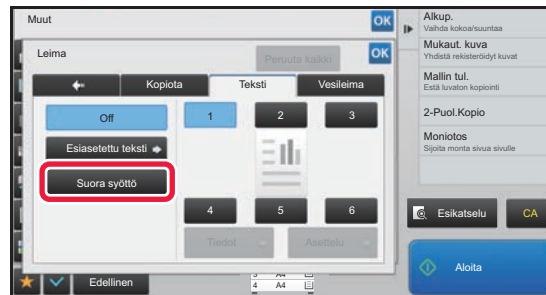 Muut
OK
Leima
Peruuta kaikki
OK
Kopiota
Teksti
Vesileima
Off
1
2
3
Esiasetettu teksti
Suora syöttö
4
5
6
Tiedot
Asettelu
Edellinen
3 A4
4 A4
Alkup.
Vaihda kokoa/suuntaa
Mukaut. kuva
Yhdistä rekisteröidyt kuvat
Mallin tul.
Estä luvaton kopiointi
2-Puol.Kopio
Moniotos
Sijoita monta sivua sivulle
Esikatselu
CA
Aloita